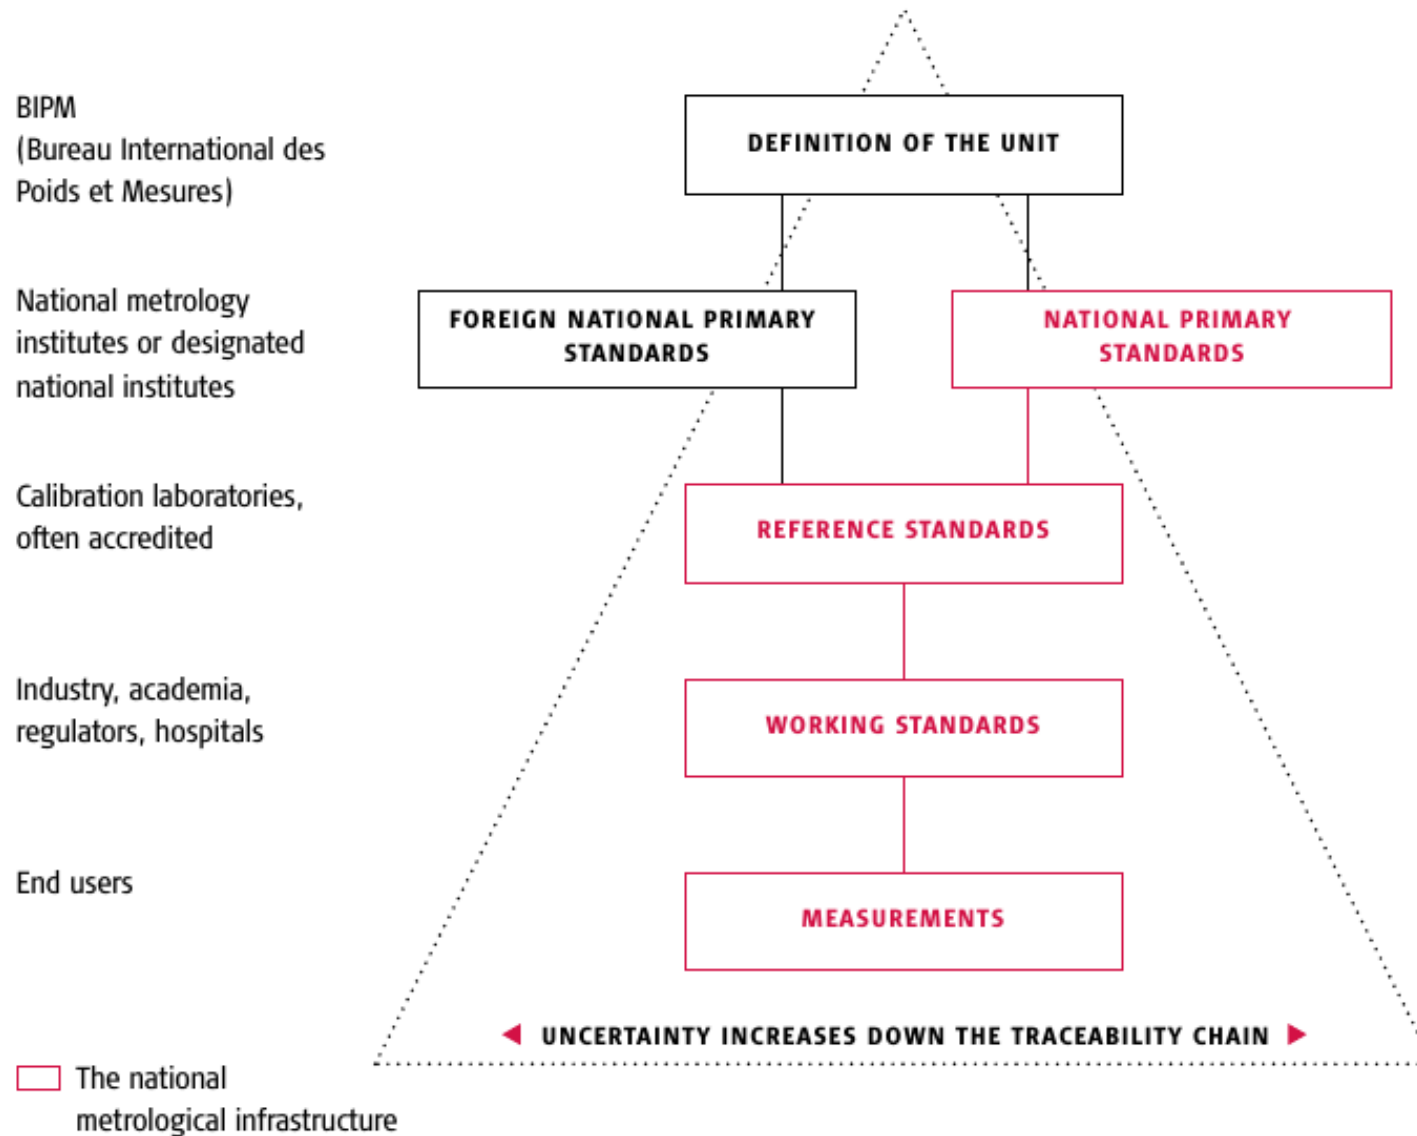 BIPM
(Bureau International des
Poids et Mesures)
DEFINITION OF THE UNIT
National metrology
institutes or designated
national institutes
FOREIGN NATIONAL PRIMARY
STANDARDS
NATIONAL PRIMARY
STANDARDS
Calibration laboratories,
often accredited
REFERENCE STANDARDS
Industry, academia,
regulators, hospitals
WORKING STANDARDS
End users
MEASUREMENTS
UNCERTAINTY INCREASES DOWN THE TRACEABILITY CHAIN
The national
metrological infrastructure